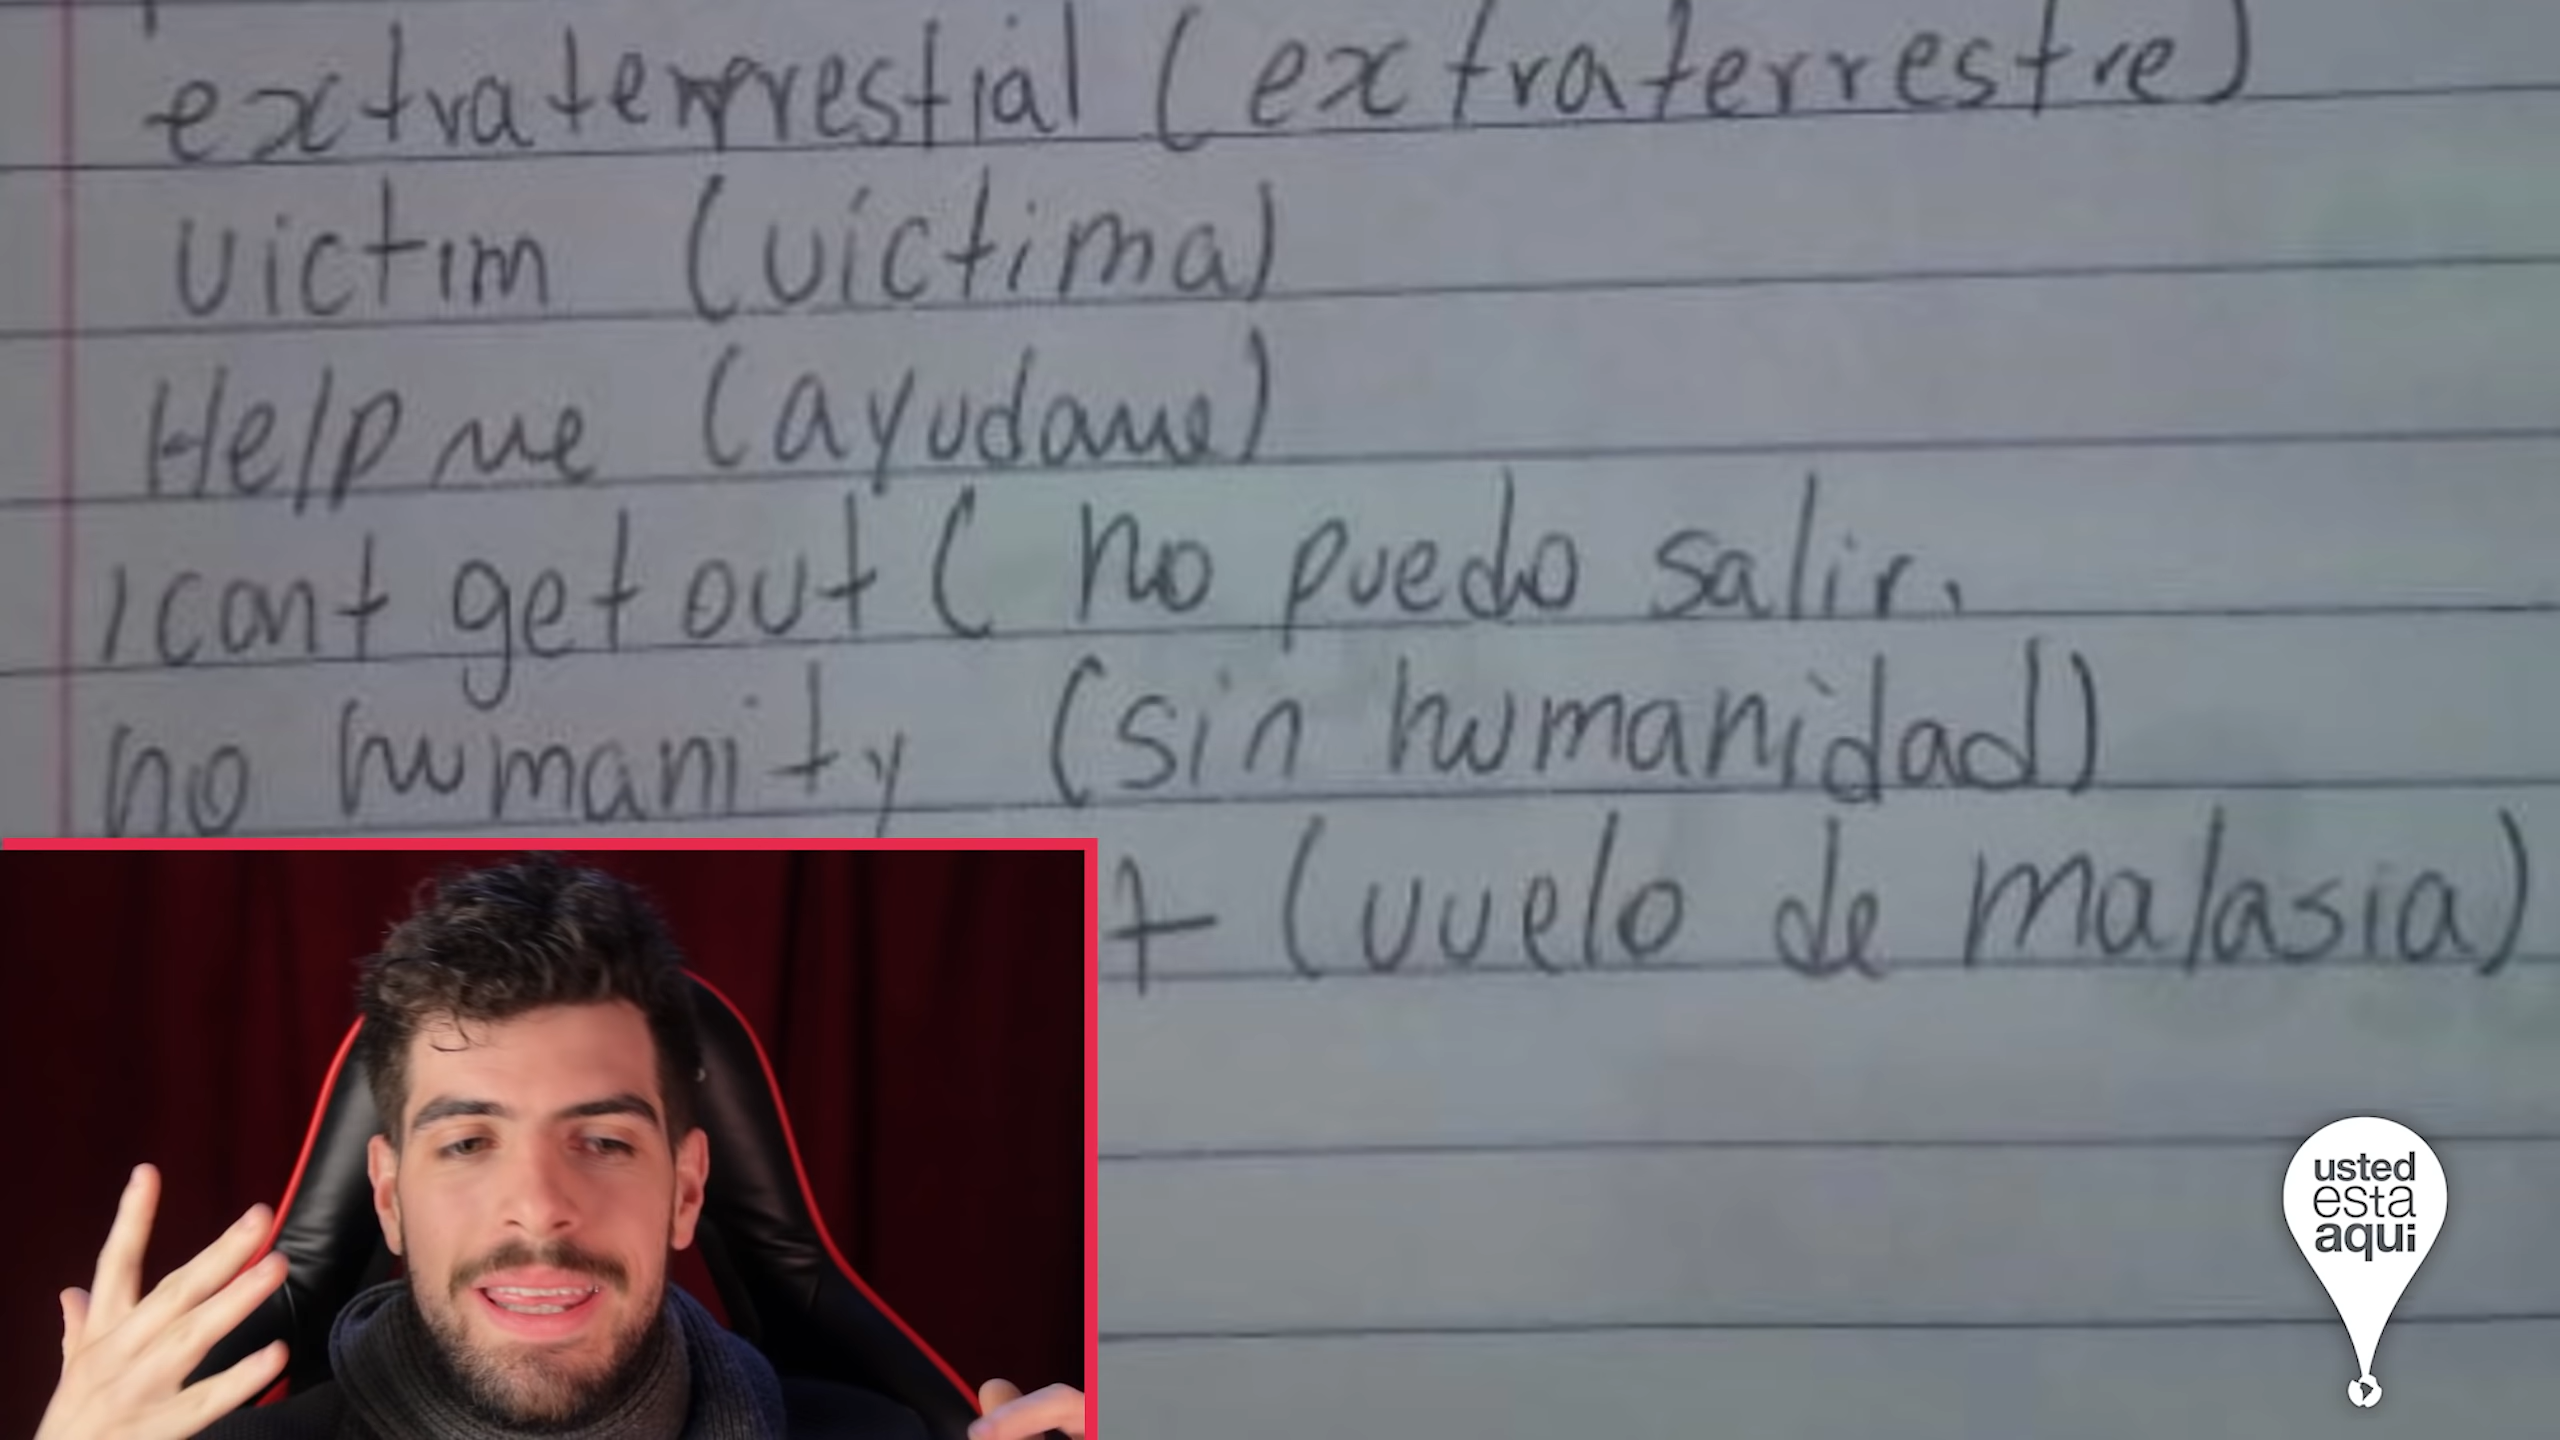 extraterrrestial (extraterrestre)
victim (víctima)
Help me (ayudame)
I cant get out ( no puedo salir.
no humanity (sin humanidad)
t (vuelo de malasia)
usted
esta
aqui